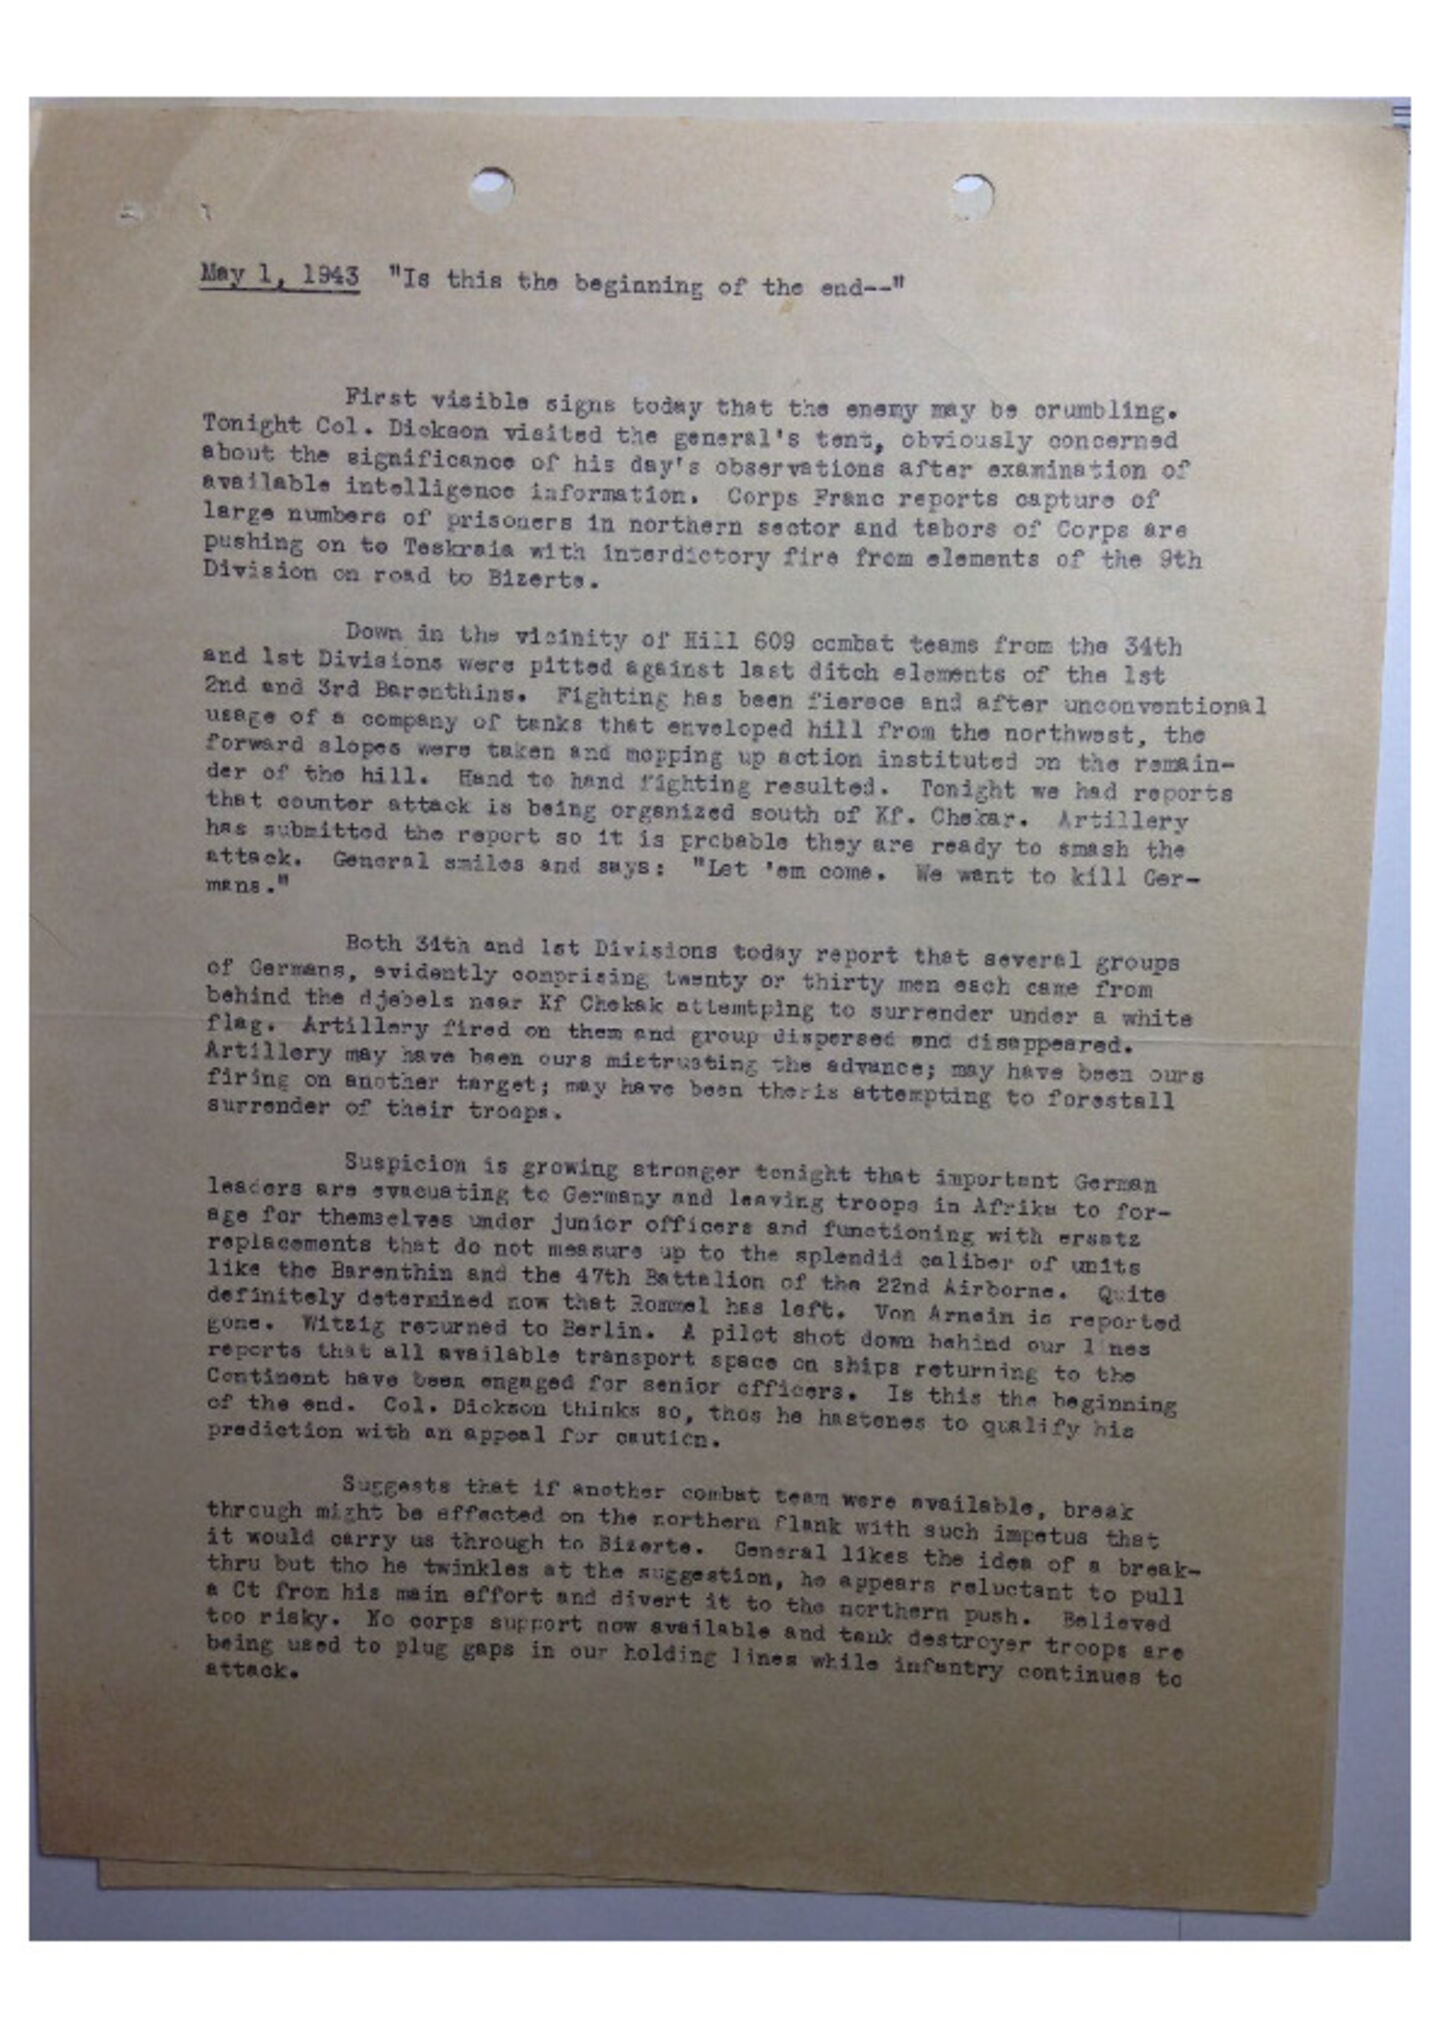 May 1, 1943 "Is this the beginning of the end--"
First visible signs today that the enemy may be crumbling.
Tonight Col. Dickson visited the general's tent, obviously concerned
about the significance of his day's observations after examination of
available intelligence information. Corps Franc reports capture of
large numbers of prisoners in northern sector and tabors of Corps are
pushing on to Teskraia with interdictory fire from elements of the 9th
Division on road to Bizerte.
Down in the vicinity of Hill 609 combat teams from the 34th
and 1st Divisions were pitted against last ditch elements of the 1st
2nd and 3rd Barenthins. Fighting has been fierece and after unconventional
usage of a company of tanks that enveloped hill from the northwest, the
forward slopes were taken and mopping up action instituted on the remain-
der of the hill. Hand to hand fighting resulted. Tonight we had reports
that counter attack is being organized south of Kf. Chekar. Artillery
has submitted the report so it is probable they are ready to smash the
attack. General smiles and says: "Let 'em come. We want to kill Ger-
mans."
Both 34th and 1st Divisions today report that several groups
of Germans, evidently comprising twenty or thirty men each came from
behind the djebels near Kf Chekak attemtping to surrender under a white
flag. Artillery fired on them and group dispersed and disappeared.
Artillery may have been ours mistrusting the advance; may have been ours
firing on another target; may have been theris attempting to forestall
surrender of their troops.
Suspicion is growing stronger tonight that important German
leaders are evacuating to Germany and leaving troops in Afrika to for-
age for themselves under junior officers and functioning with ersatz
replacements that do not measure up to the splendid caliber of units
like the Barenthin and the 47th Battalion of the 22nd Airborne. Quite
definitely determined now that Rommel has left. Von Arneim is reported
gone. Witzig returned to Berlin. A pilot shot down behind our lines
reports that all available transport space on ships returning to the
Continent have been engaged for senior officers. Is this the beginning
of the end. Col. Dickson thinks so, thos he hastenes to qualify his
prediction with an appeal for caution.
Suggests that if another combat team were available, break
through might be effected on the northern flank with such impetus that
it would carry us through to Bizerte. General likes the idea of a break-
thru but tho he twinkles at the suggestion, he appears reluctant to pull
a Ct from his main effort and divert it to the northern push. Believed
too risky. No corps support now available and tank destroyer troops are
being used to plug gaps in our holding lines while infantry continues to
attack.